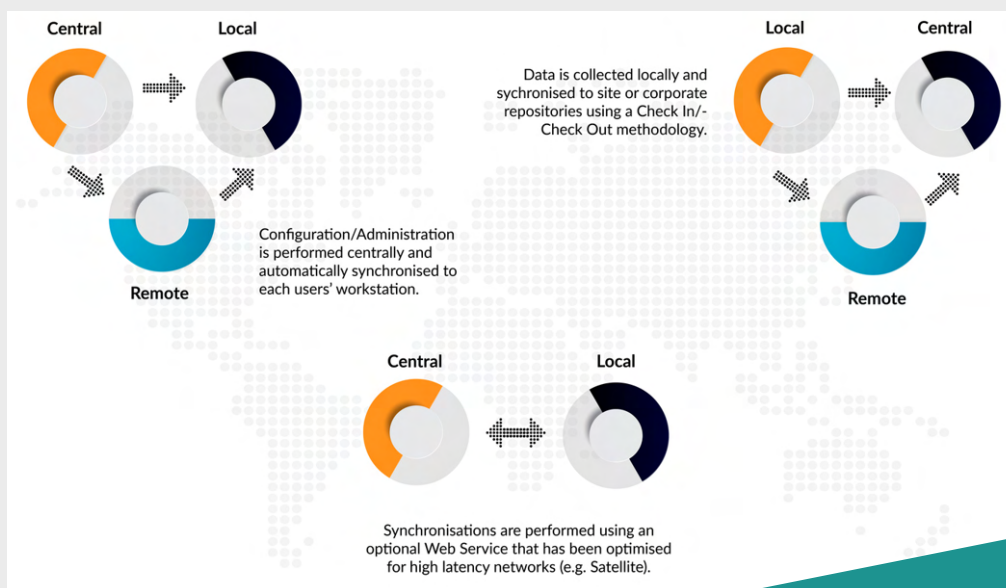 Central
Local
Remote
Configuration/Administration
is performed centrally and
automatically synchronised to
each users' workstation.
Data is collected locally and
sychronised to site or corporate
repositories using a Check In/-
Check Out methodology.
Local
Central
Remote
Central
Local
Synchronisations are performed using an
optional Web Service that has been optimised
for high latency networks (e.g. Satellite).